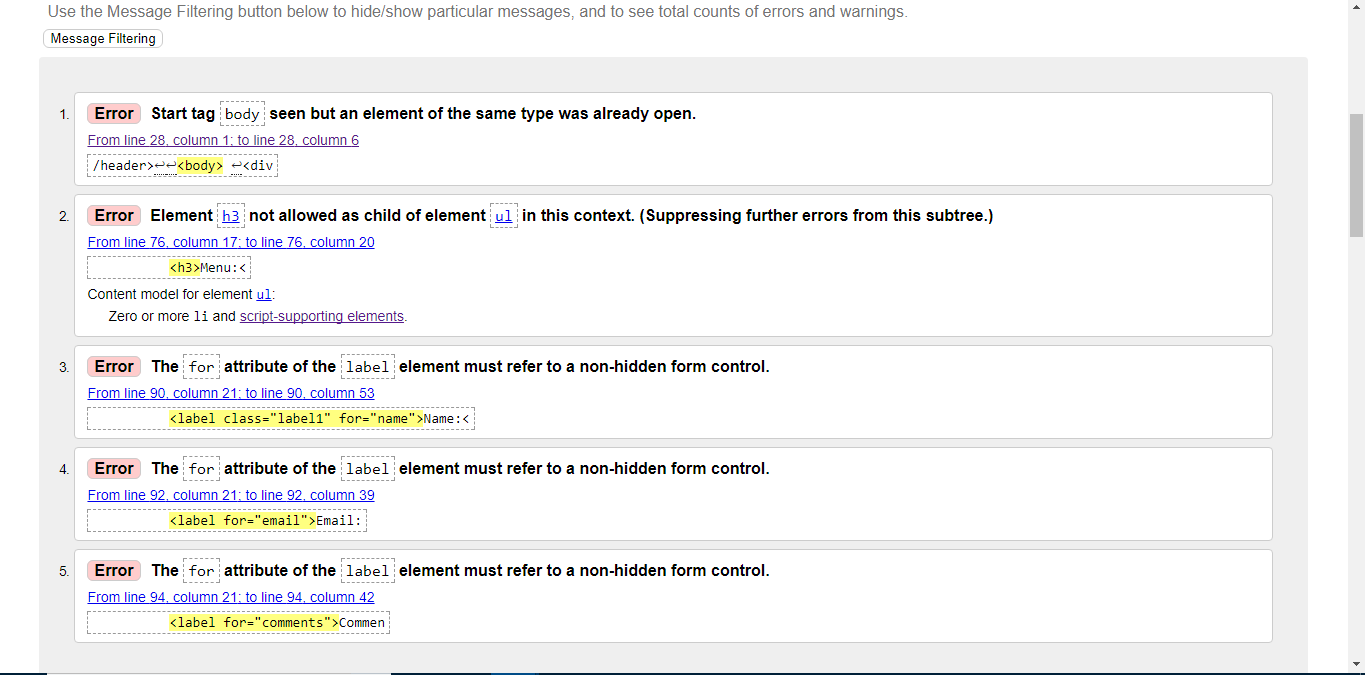 Use the Message Filtering button below to hide/show particular messages, and to see total counts of errors and warnings.
Message Filtering
1. Error Start tag body seen but an element of the same type was already open.
From line 28, column 1; to line 28, column 6
/header>↩↩<body> ↩<div
2. Error Element h3 not allowed as child of element ul in this context. (Suppressing further errors from this subtree.)
From line 76, column 17; to line 76, column 20
<h3>Menu:<
Content model for element ul:
Zero or more li and script-supporting elements.
3. Error The for attribute of the label element must refer to a non-hidden form control.
From line 90, column 21; to line 90, column 53
<label class="label1" for="name">Name:<
4. Error The for attribute of the label element must refer to a non-hidden form control.
From line 92, column 21; to line 92, column 39
<label for="email">Email:
5. Error The for attribute of the label element must refer to a non-hidden form control.
From line 94, column 21; to line 94, column 42
<label for="comments">Commen